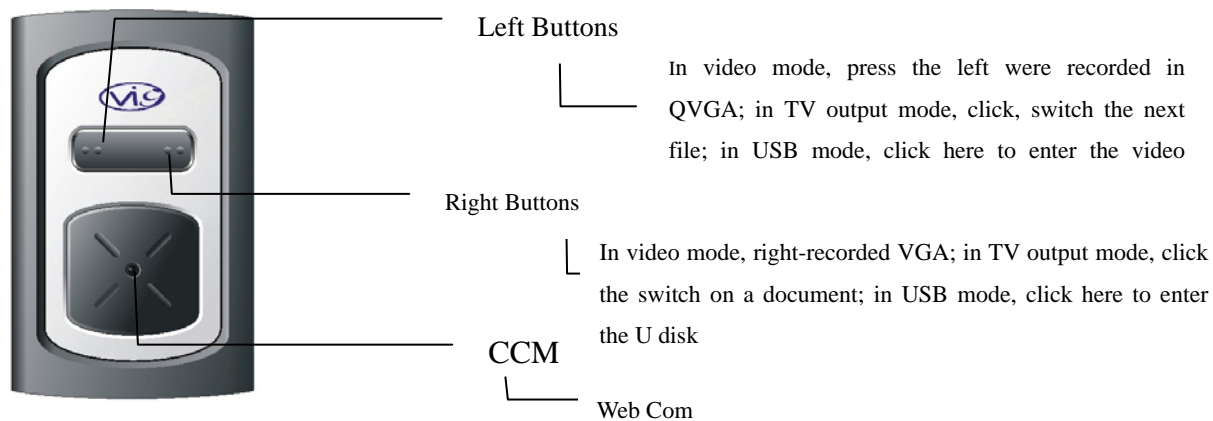 Vig
Left Buttons
In video mode, press the left were recorded in
QVGA; in TV output mode, click, switch the next
file; in USB mode, click here to enter the video
Right Buttons
In video mode, right-recorded VGA; in TV output mode, click
the switch on a document; in USB mode, click here to enter
the U disk
CCM
Web Com